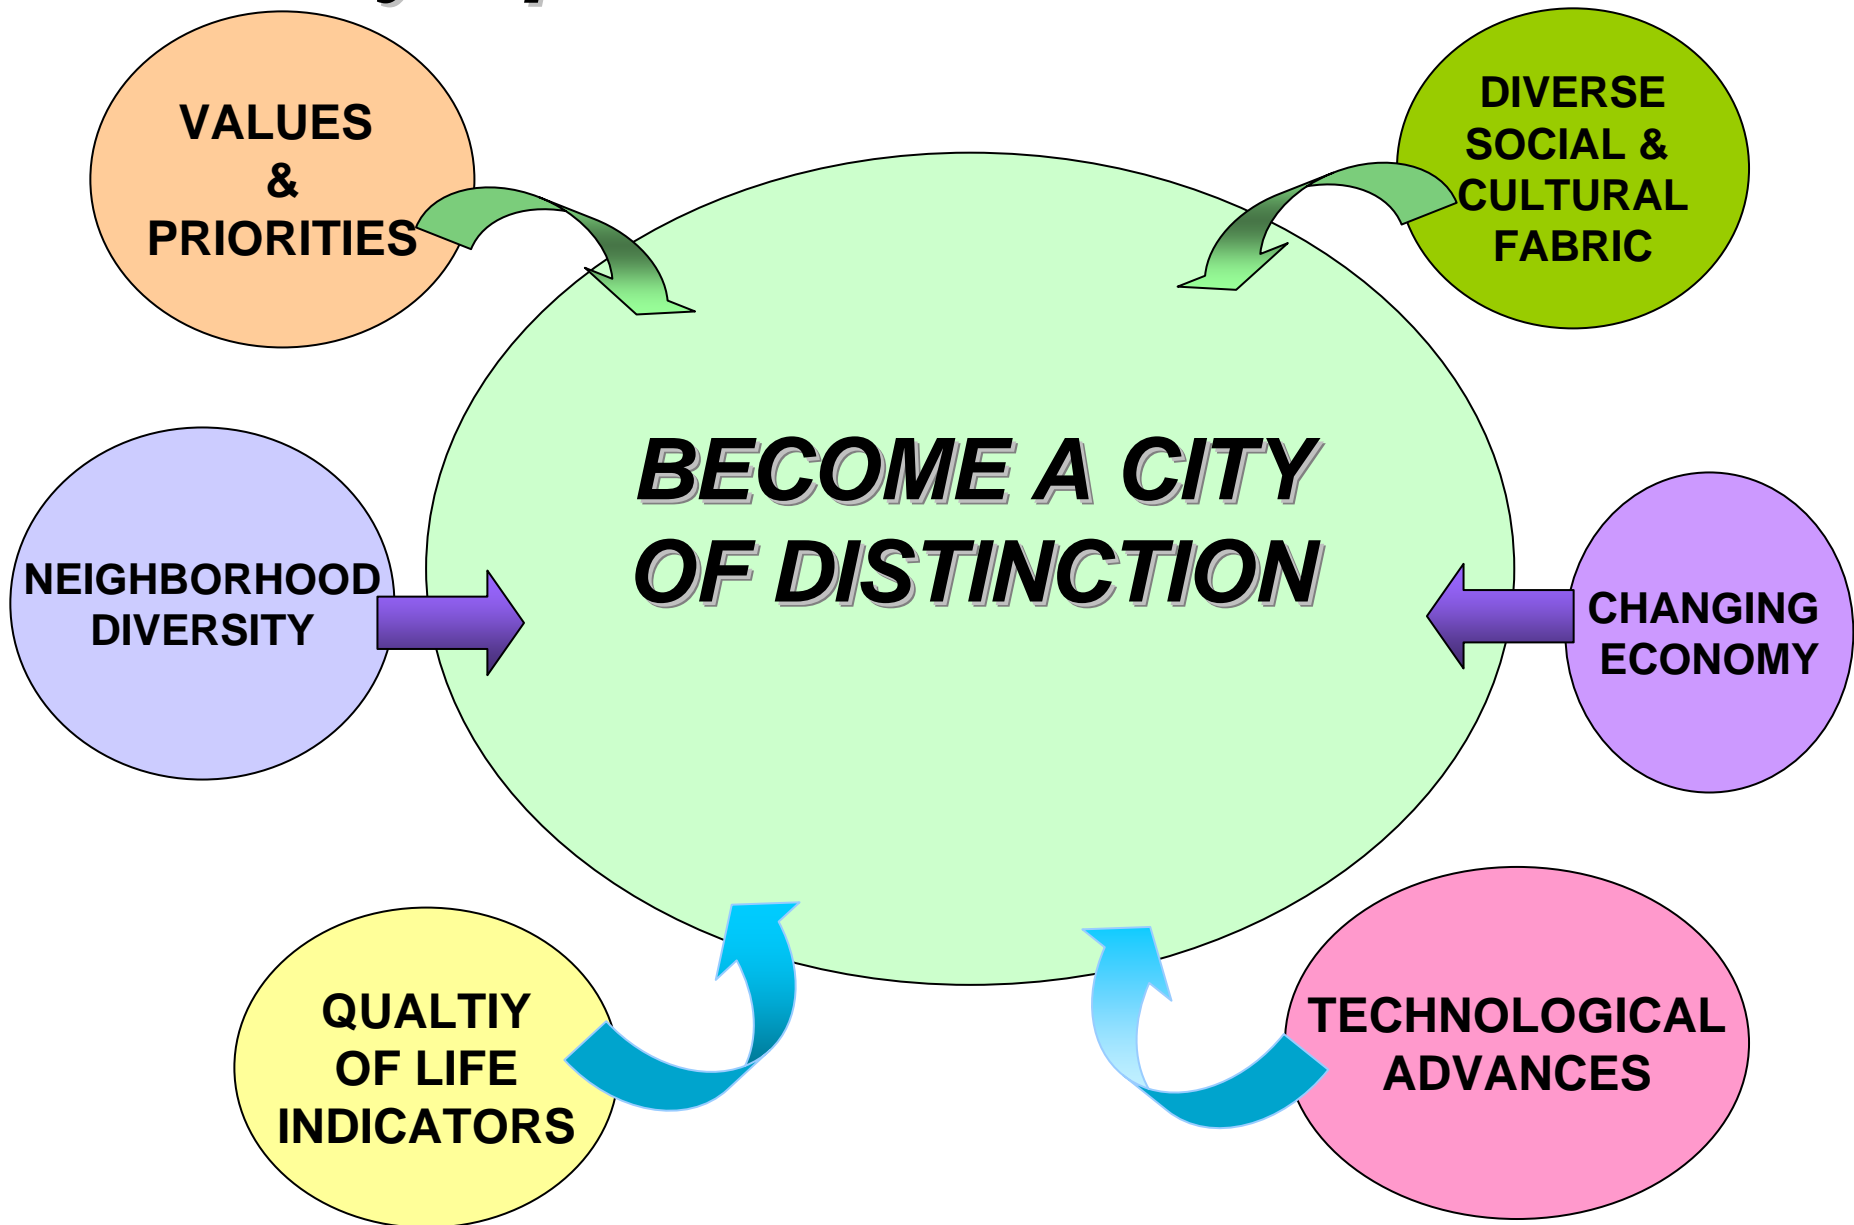 VALUES
&
PRIORITIES
DIVERSE
SOCIAL &
CULTURAL
FABRIC
BECOME A CITY
OF DISTINCTION
NEIGHBORHOOD
DIVERSITY
CHANGING
ECONOMY
QUALTIY
OF LIFE
INDICATORS
TECHNOLOGICAL
ADVANCES